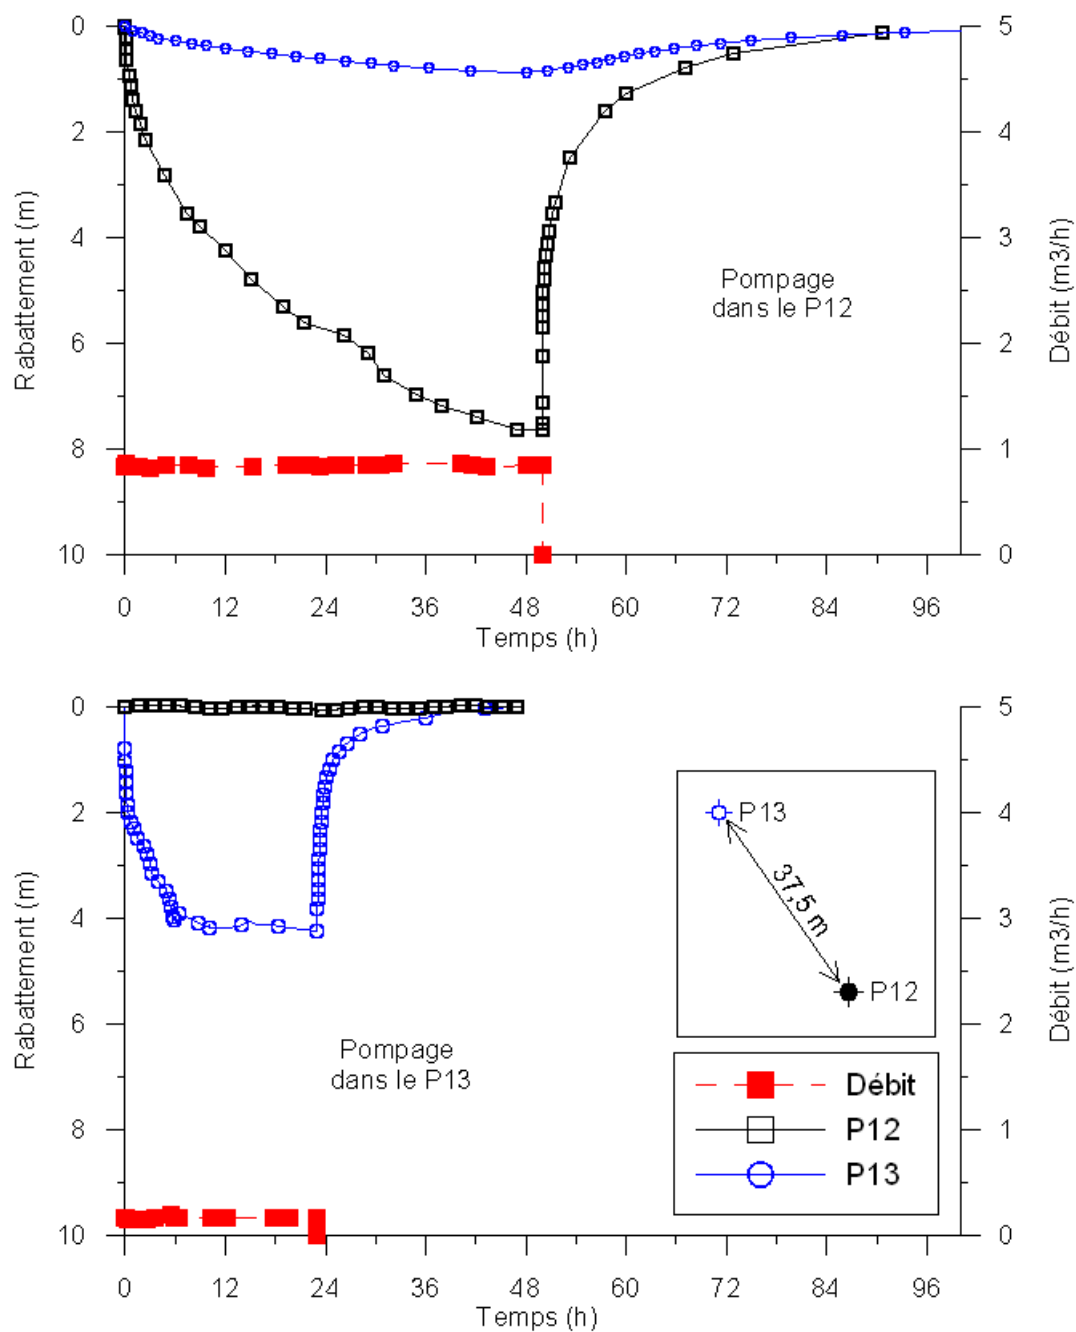 0
2
4
6
8
10
Rabattement (m)
5
4
3
2
1
0
Débit (m3/h)
Pompage
dans le P12
0 12 24 36 48 60 72 84 96
Temps (h)
0
2
4
6
8
10
Rabattement (m)
5
4
3
2
1
0
Débit (m3/h)
P13
37,5 m
P12
Pompage
dans le P13
Débit
P12
P13
0 12 24 36 48 60 72 84 96
Temps (h)